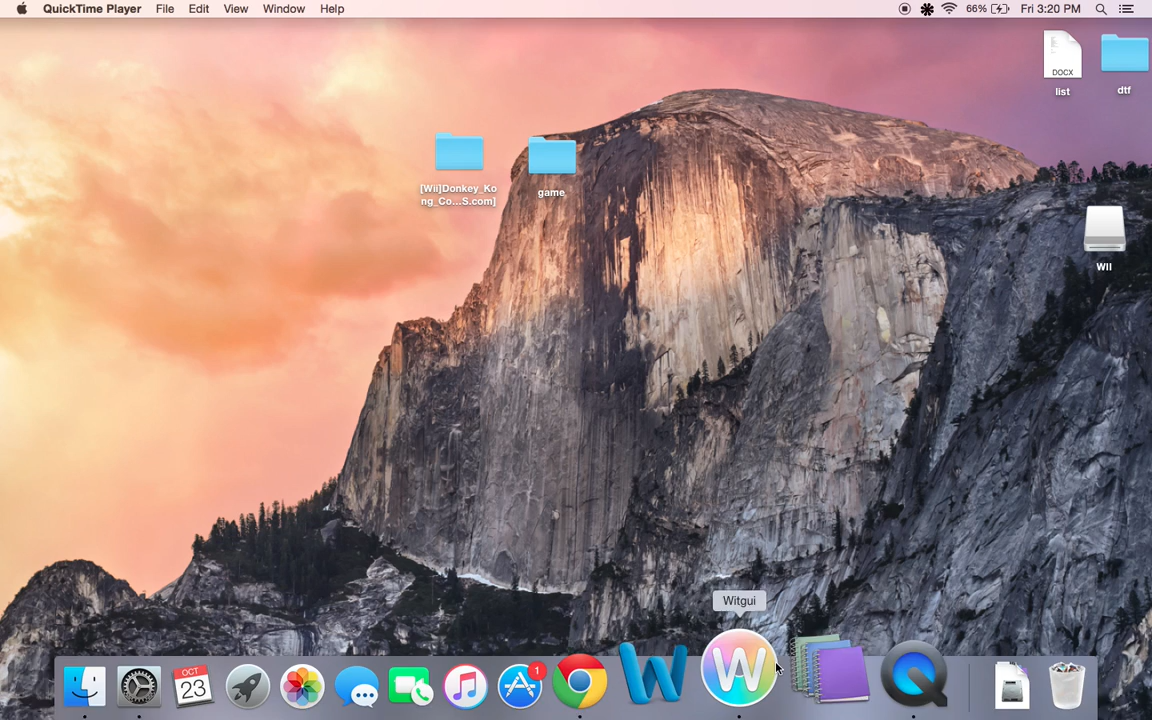 QuickTime Player File Edit View Window Help 66% Fri 3:20 PM
DOCX
list
dtf
[Wii]Donkey_Ko
ng_Co...S.com]
game
WII
Witgui
OCT
23
1
W
W